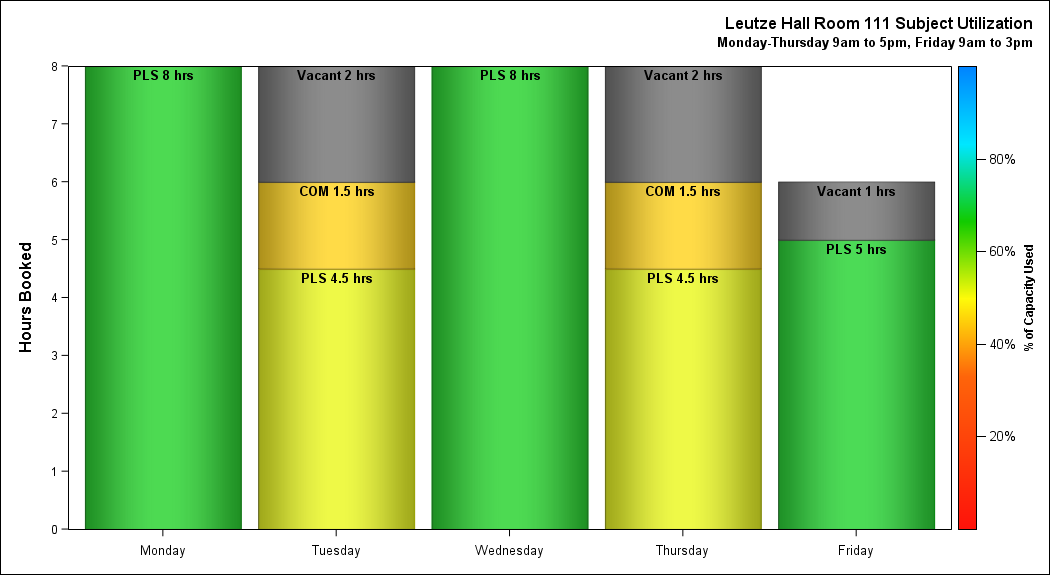 Leutze Hall Room 111 Subject Utilization
Monday-Thursday 9am to 5pm, Friday 9am to 3pm
Hours Booked
8
7
6
5
4
3
2
1
0
PLS 8 hrs
Vacant 2 hrs
COM 1.5 hrs
PLS 4.5 hrs
PLS 8 hrs
Vacant 2 hrs
COM 1.5 hrs
PLS 4.5 hrs
Vacant 1 hrs
PLS 5 hrs
Monday
Tuesday
Wednesday
Thursday
Friday
80%
60%
40%
20%
% of Capacity Used